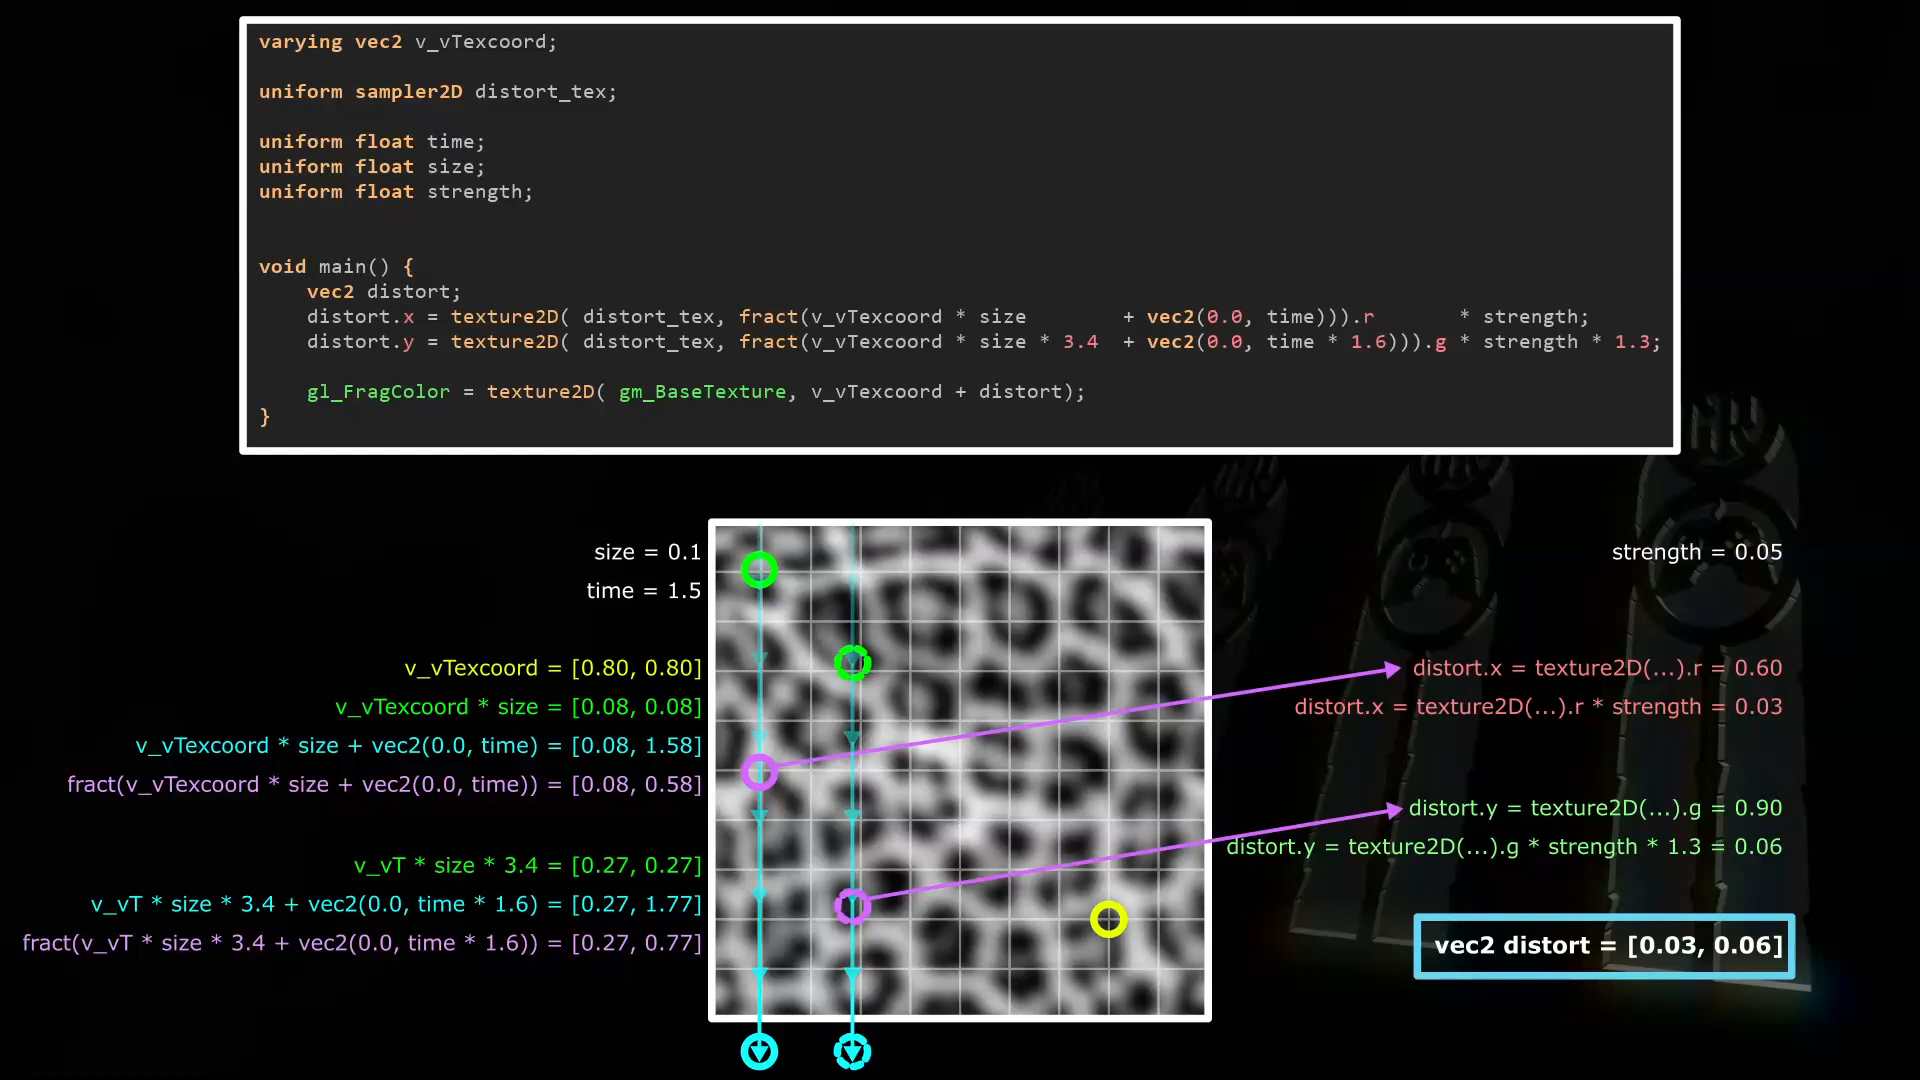 varying vec2 v_vTexcoord;
uniform sampler2D distort_tex;
uniform float time;
uniform float size;
uniform float strength;
void main() {
vec2 distort;
distort.x = texture2D( distort_tex, fract(v_vTexcoord * size + vec2(0.0, time))).r * strength;
distort.y = texture2D( distort_tex, fract(v_vTexcoord * size * 3.4 + vec2(0.0, time * 1.6))).g * strength * 1.3;
gl_FragColor = texture2D( gm_BaseTexture, v_vTexcoord + distort);
}
size = 0.1
time = 1.5
v_vTexcoord = [0.80, 0.80]
v_vTexcoord * size = [0.08, 0.08]
v_vTexcoord * size + vec2(0.0, time) = [0.08, 1.58]
fract(v_vTexcoord * size + vec2(0.0, time)) = [0.08, 0.58]
v_vT * size * 3.4 = [0.27, 0.27]
v_vT * size * 3.4 + vec2(0.0, time * 1.6) = [0.27, 1.77]
fract(v_vT * size * 3.4 + vec2(0.0, time * 1.6)) = [0.27, 0.77]
strength = 0.05
distort.x = texture2D(...).r = 0.60
distort.x = texture2D(...).r * strength = 0.03
distort.y = texture2D(...).g = 0.90
distort.y = texture2D(...).g * strength * 1.3 = 0.06
vec2 distort = [0.03, 0.06]